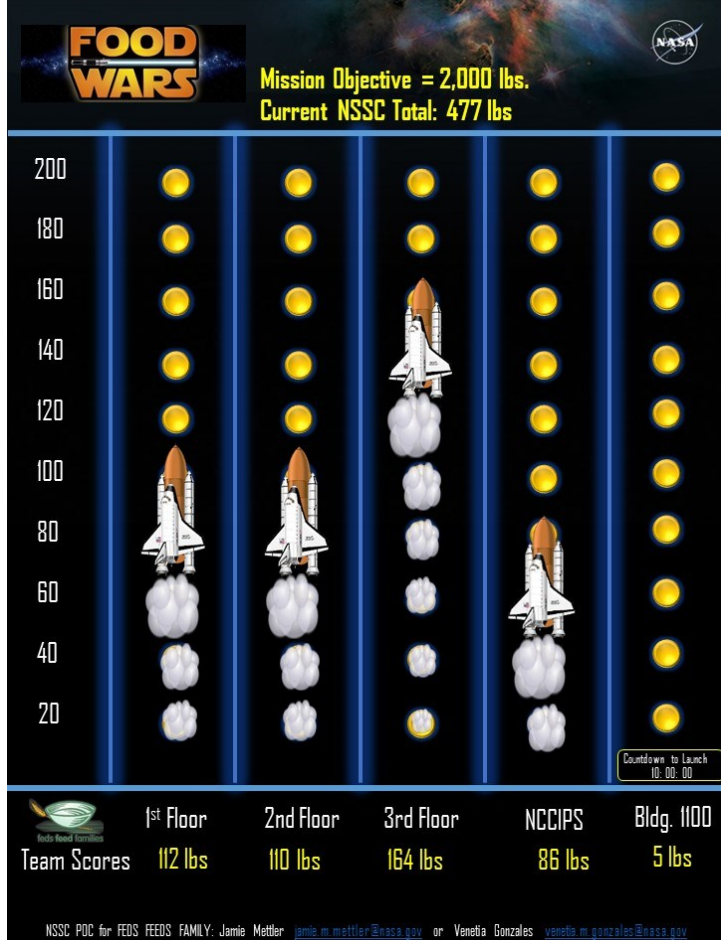 FOOD
WARS
NASA
Mission Objective = 2,000 lbs.
Current NSSC Total: 477 lbs
200
180
160
140
120
100
80
60
40
20
Countdown to Launch
10: 00: 00
feds feed families
1st Floor 2nd Floor 3rd Floor NCCIPS Bldg. 1100
Team Scores 112 lbs 110 lbs 164 lbs 86 lbs 5 lbs
NSSC POC for FEDS FEEDS FAMILY: Jamie Mettler jamie.m.mettler@nasa.gov or Venetia Gonzales venetia.m.gonzales@nasa.gov